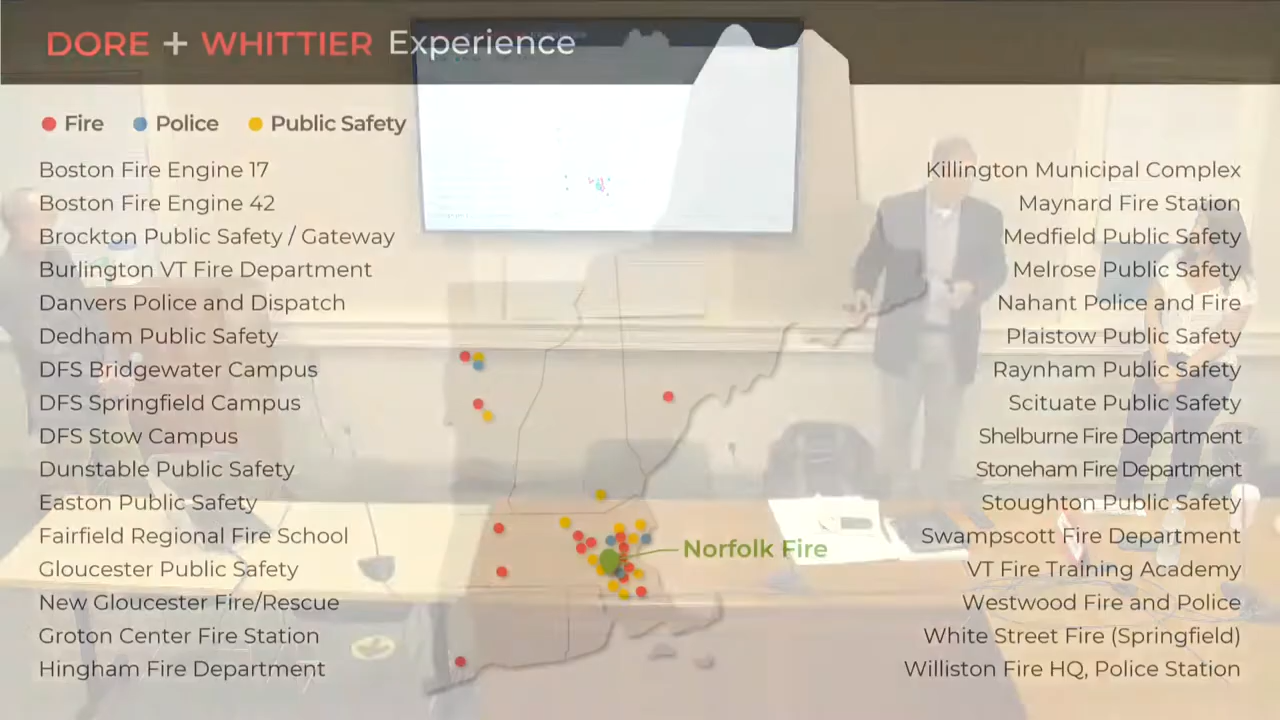 DORE + WHITTIER Experience
Fire Police Public Safety
Boston Fire Engine 17
Boston Fire Engine 42
Brockton Public Safety / Gateway
Burlington VT Fire Department
Danvers Police and Dispatch
Dedham Public Safety
DFS Bridgewater Campus
DFS Springfield Campus
DFS Stow Campus
Dunstable Public Safety
Easton Public Safety
Fairfield Regional Fire School
Gloucester Public Safety
New Gloucester Fire/Rescue
Groton Center Fire Station
Hingham Fire Department
Norfolk Fire
Killington Municipal Complex
Maynard Fire Station
Medfield Public Safety
Melrose Public Safety
Nahant Police and Fire
Plaistow Public Safety
Raynham Public Safety
Scituate Public Safety
Shelburne Fire Department
Stoneham Fire Department
Stoughton Public Safety
Swampscott Fire Department
VT Fire Training Academy
Westwood Fire and Police
White Street Fire (Springfield)
Williston Fire HQ, Police Station